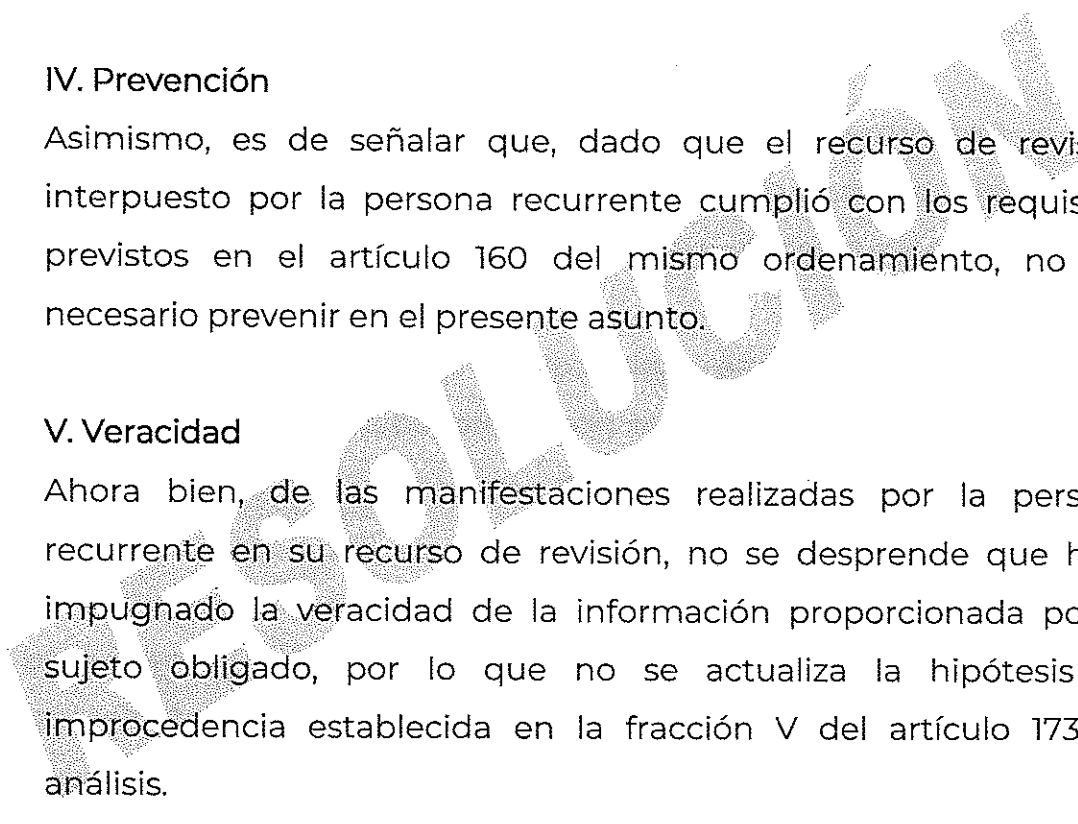 IV. Prevención
Asimismo, es de señalar que, dado que el recurso de
interpuesto por la persona recurrente cumplió con los
previstos en el artículo 160 del mismo ordenamiento, no
necesario prevenir en el presente asunto.
V. Veracidad
Ahora bien, de las manifestaciones realizadas por la
recurrente en su recurso de revisión, no se desprende que
impugnado la veracidad de la información proporcionada
sujeto obligado, por lo que no se actualiza la hipótesis
improcedencia establecida en la fracción V del artículo 173
análisis.
RESOLUCIÓN